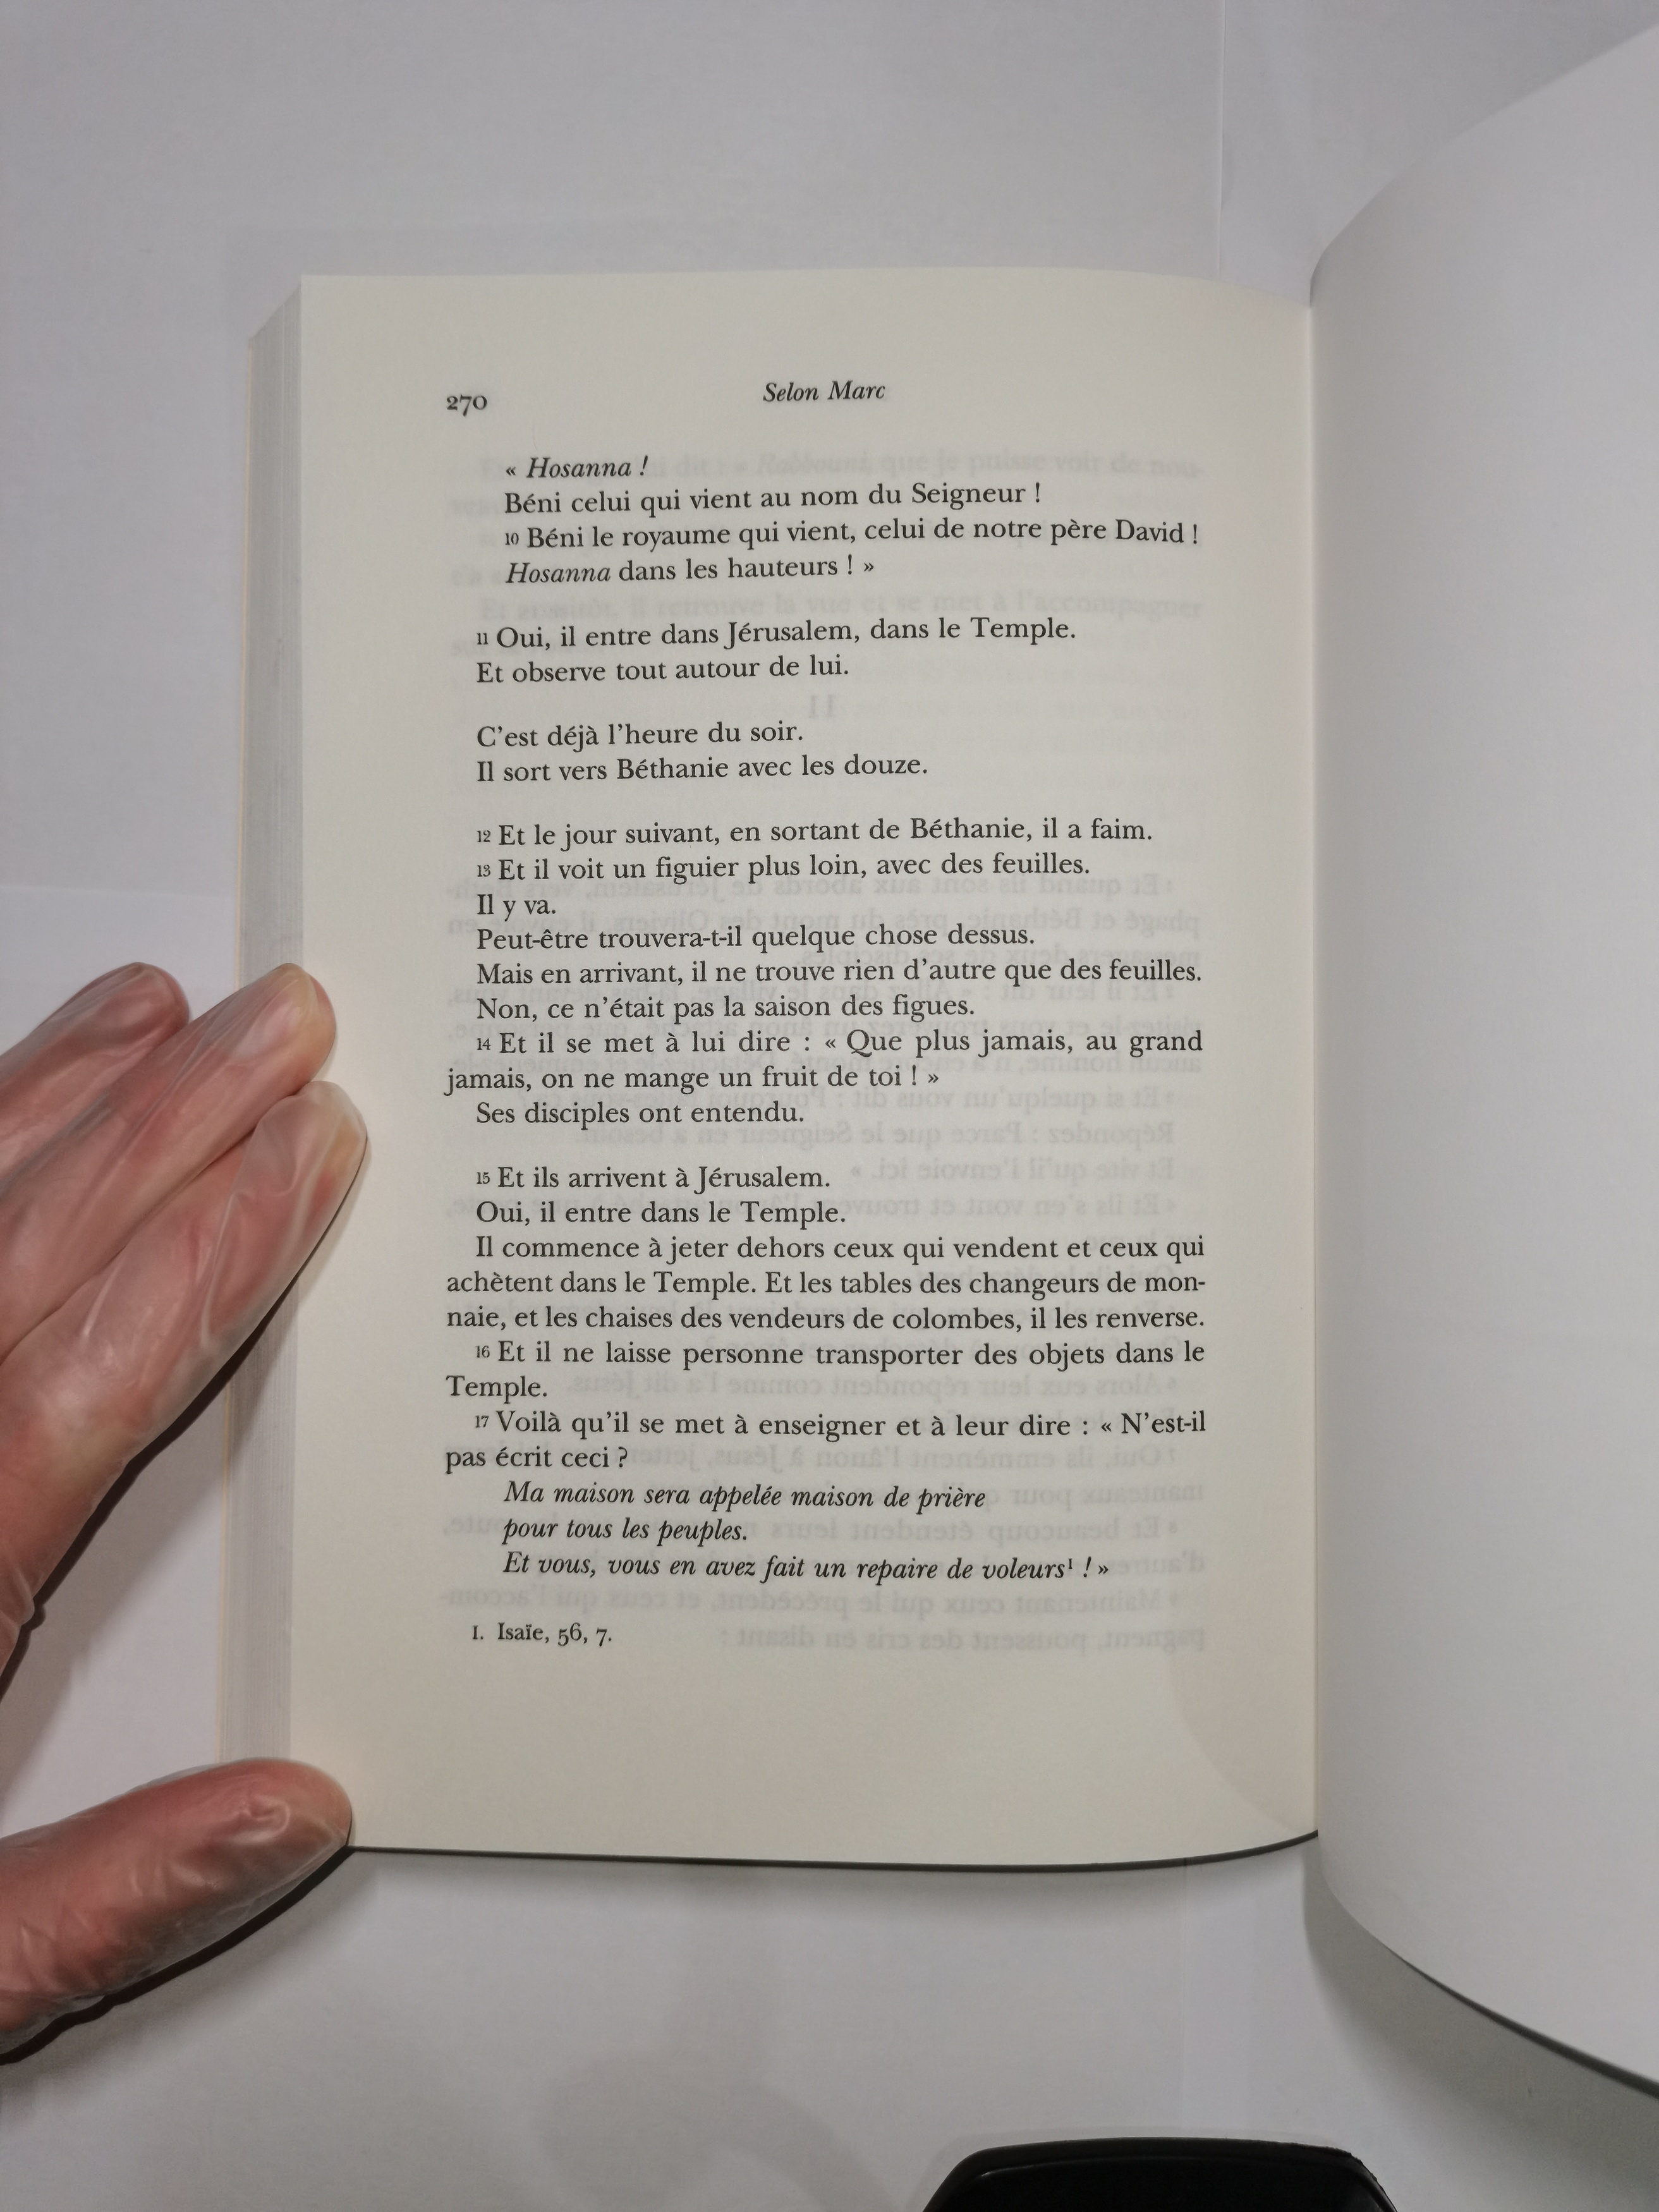 270
Selon Marc
« Hosanna !
Béni celui qui vient au nom du Seigneur !
10 Béni le royaume qui vient, celui de notre père David !
Hosanna dans les hauteurs ! »
11 Oui, il entre dans Jérusalem, dans le Temple.
Et observe tout autour de lui.
C'est déjà l'heure du soir.
Il sort vers Béthanie avec les douze.
12 Et le jour suivant, en sortant de Béthanie, il a faim.
13 Et il voit un figuier plus loin, avec des feuilles.
Il y va.
Peut-être trouvera-t-il quelque chose dessus.
Mais en arrivant, il ne trouve rien d'autre que des feuilles.
Non, ce n'était pas la saison des figues.
14 Et il se met à lui dire : « Que plus jamais, au grand
jamais, on ne mange un fruit de toi ! »
Ses disciples ont entendu.
15 Et ils arrivent à Jérusalem.
Oui, il entre dans le Temple.
Il commence à jeter dehors ceux qui vendent et ceux qui
achètent dans le Temple. Et les tables des changeurs de mon-
naie, et les chaises des vendeurs de colombes, il les renverse.
16 Et il ne laisse personne transporter des objets dans le
Temple.
17 Voilà qu'il se met à enseigner et à leur dire : « N'est-il
pas écrit ceci ?
Ma maison sera appelée maison de prière
pour tous les peuples.
Et vous, vous en avez fait un repaire de voleurs¹ ! »
1. Isaïe, 56, 7.